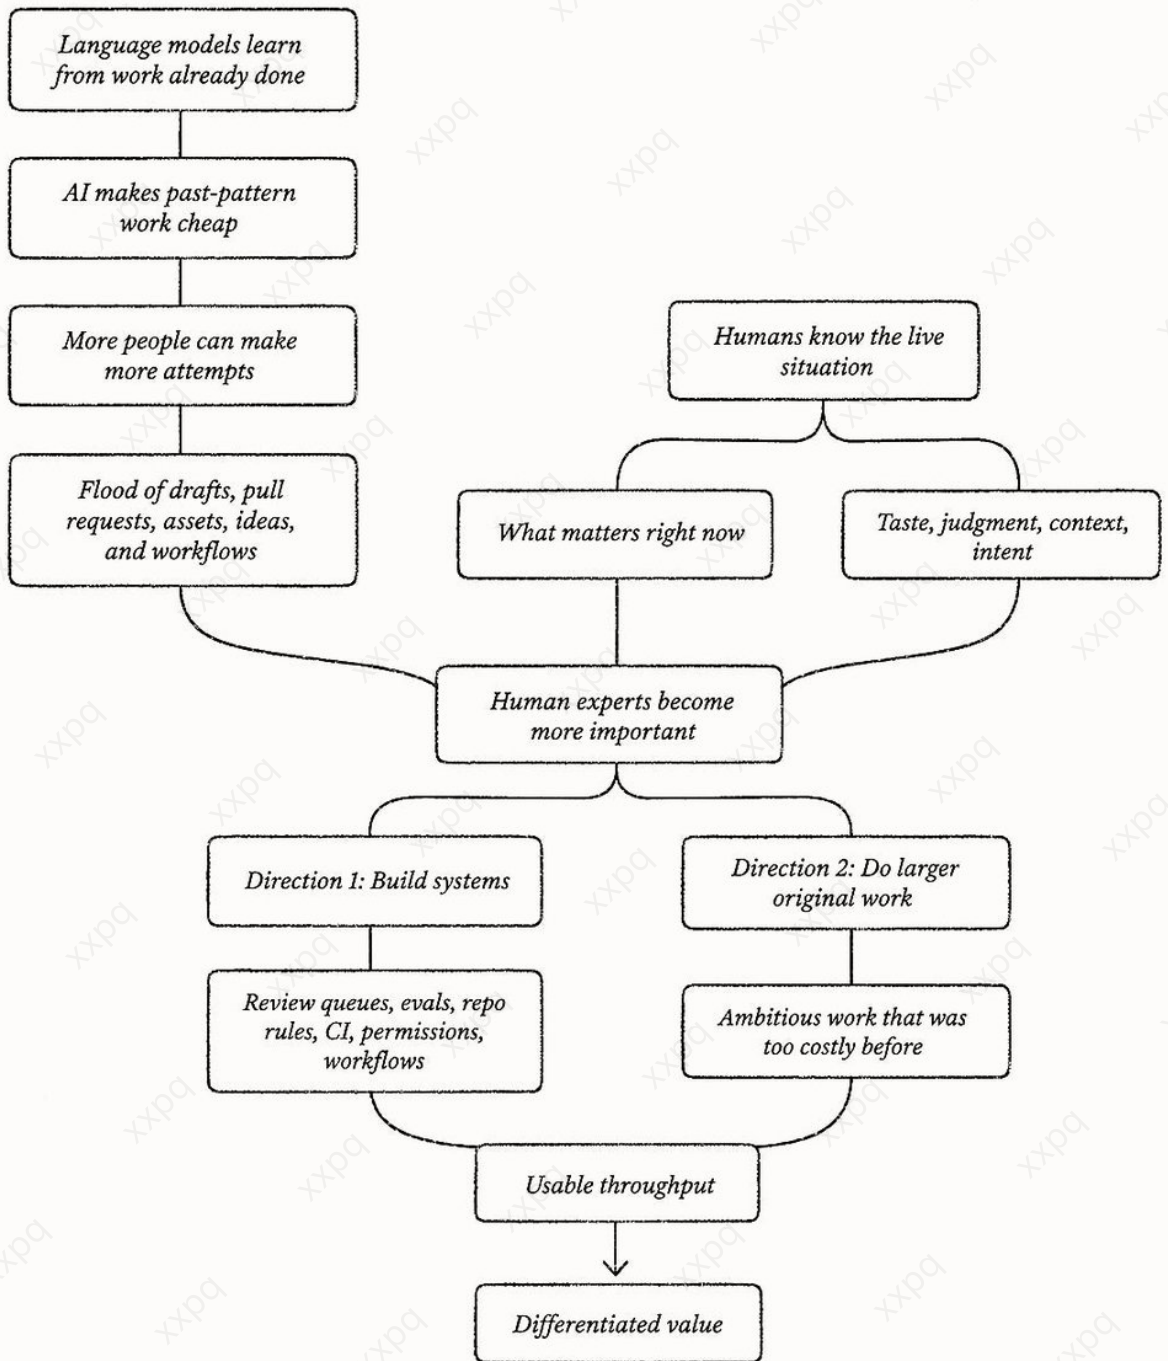 Language models learn
from work already done
AI makes past-pattern
work cheap
More people can make
more attempts
Humans know the live
situation
Flood of drafts, pull
requests, assets, ideas,
and workflows
What matters right now
Taste, judgment, context,
intent
Human experts become
more important
Direction 1: Build systems
Direction 2: Do larger
original work
Review queues, evals, repo
rules, CI, permissions,
workflows
Ambitious work that was
too costly before
Usable throughput
Differentiated value